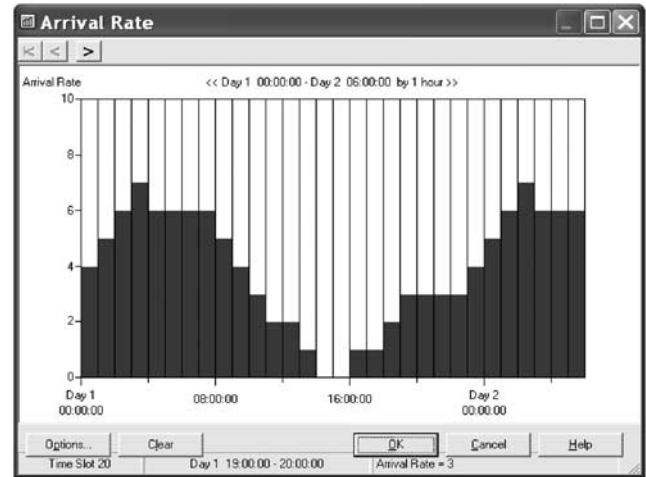 Arrival Rate
K < >
Arrival Rate
<< Day 1 00:00:00 - Day 2 06:00:00 by 1 hour >>
10
8
6
4
2
0
Day 1
00:00:00
08:00:00
16:00:00
Day 2
00:00:00
Options... Clear OK Cancel Help
Time Slot 20 Day 1 19:00:00 - 20:00:00 Arrival Rate = 3